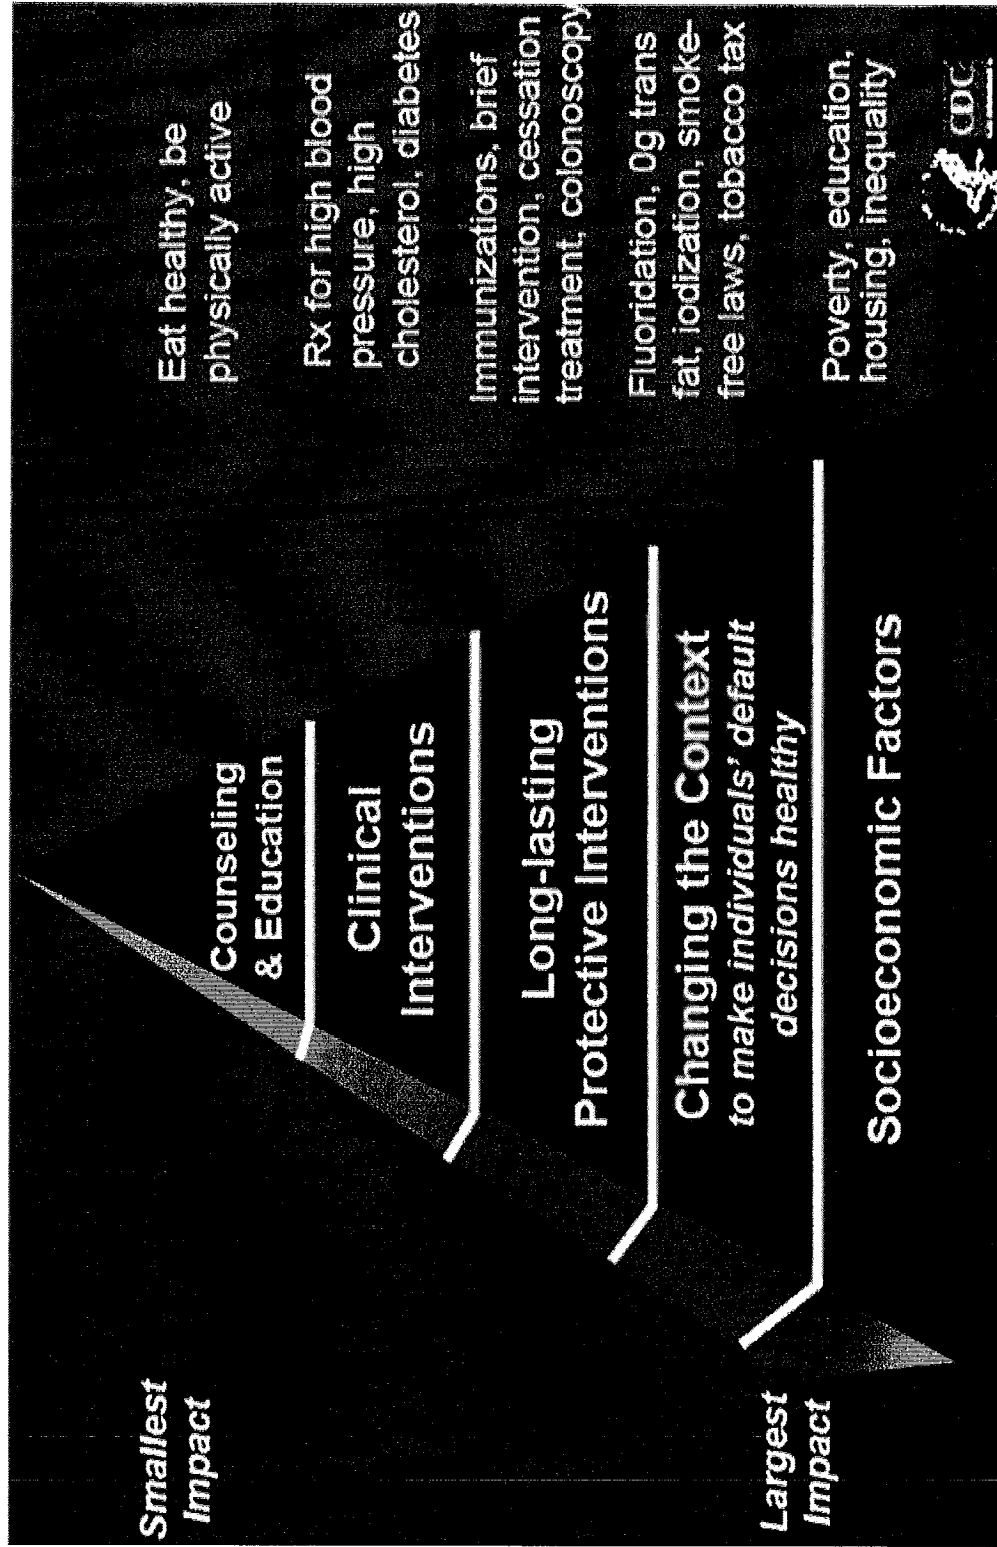 Smallest
Impact
Counseling
& Education
Eat healthy, be
physically active
Clinical
Interventions
Rx for high blood
pressure, high
cholesterol, diabetes
Long-lasting
Protective Interventions
Immunizations, brief
intervention, cessation
treatment, colonoscopy
Changing the Context
to make individuals' default
decisions healthy
Fluoridation, 0g trans
fat, iodization, smoke-
free laws, tobacco tax
Largest
Impact
Socioeconomic Factors
Poverty, education,
housing, inequality
CDC